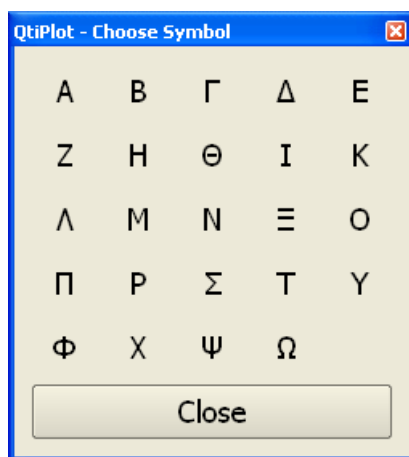 QtiPlot - Choose Symbol
Α Β Γ Δ Ε
Ζ Η Θ Ι Κ
Λ Μ Ν Ξ Ο
Π Ρ Σ Τ Υ
Φ Χ Ψ Ω
Close